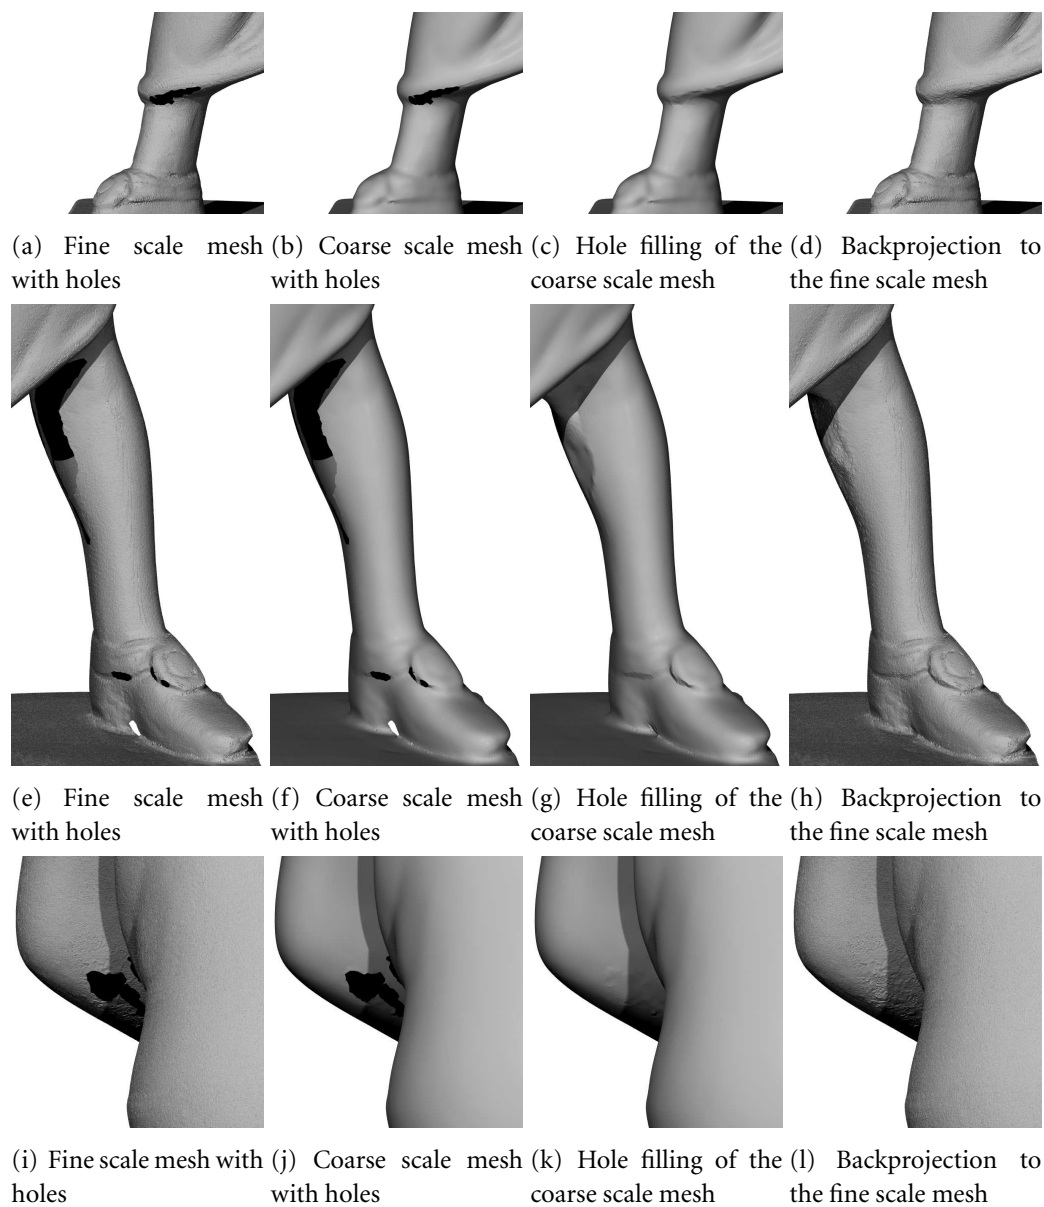 (a) Fine scale mesh with holes
(b) Coarse scale mesh with holes
(c) Hole filling of the coarse scale mesh
(d) Backprojection to the fine scale mesh
(e) Fine scale mesh with holes
(f) Coarse scale mesh with holes
(g) Hole filling of the coarse scale mesh
(h) Backprojection to the fine scale mesh
(i) Fine scale mesh with holes
(j) Coarse scale mesh with holes
(k) Hole filling of the coarse scale mesh
(l) Backprojection to the fine scale mesh